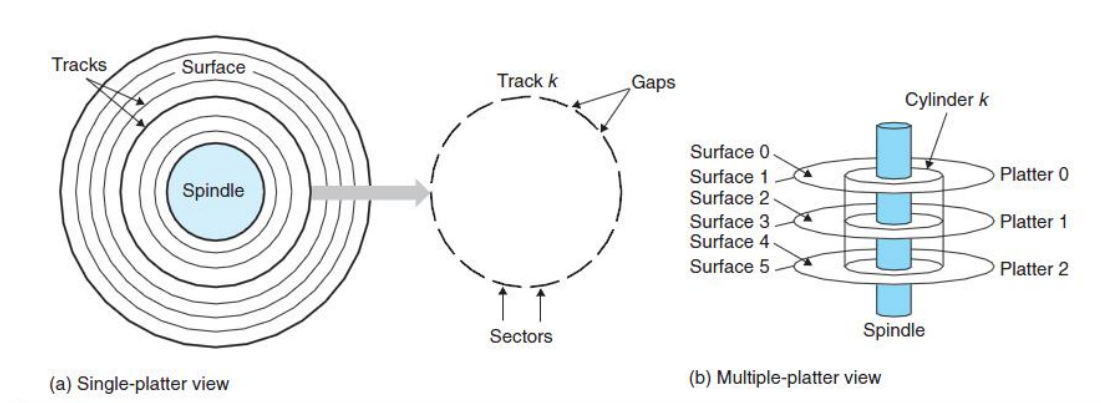 Tracks
Surface
Spindle
Track k
Gaps
Sectors
(a) Single-platter view
Cylinder k
Surface 0
Surface 1
Surface 2
Surface 3
Surface 4
Surface 5
Platter 0
Platter 1
Platter 2
Spindle
(b) Multiple-platter view